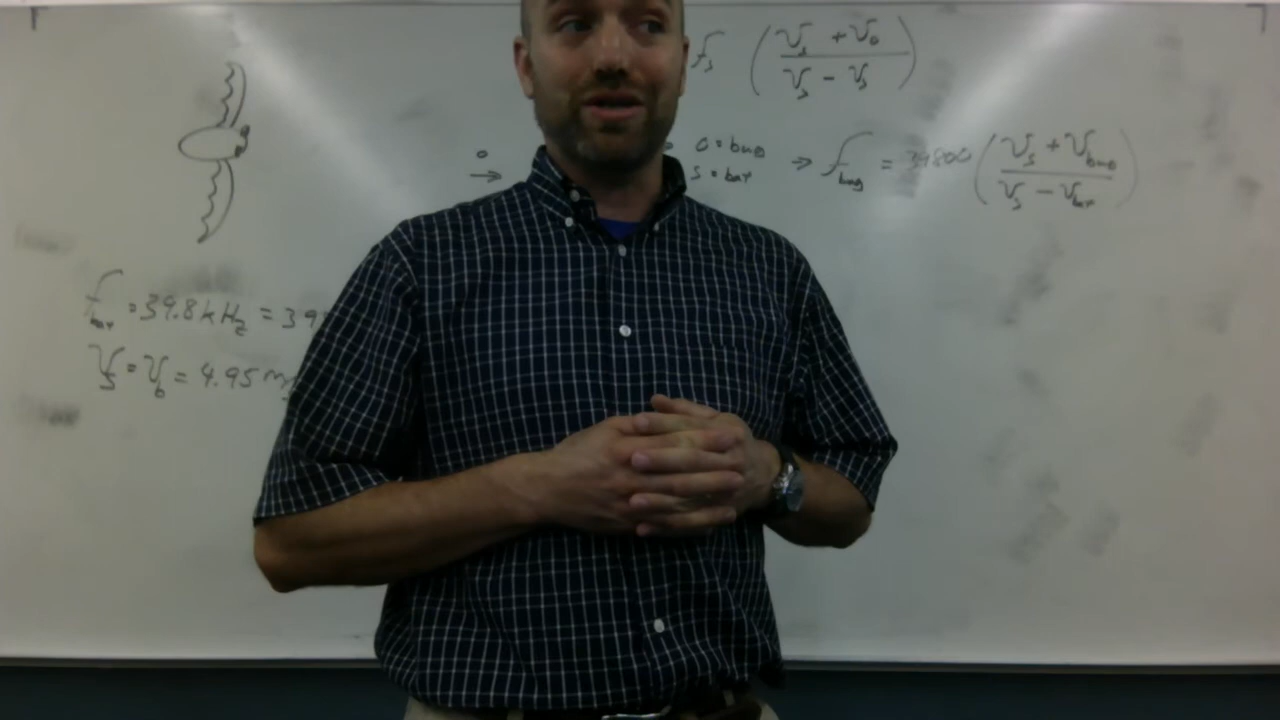 f_s ( (v_s + v_o) / (v_s - v_s) )
o → o = bug
s = bat ⇒ f_bug = 39800 ( (v_s + v_bug) / (v_s - v_bat) )
f_bat = 39.8 kHz = 39
v_s = v_o = 4.95 m/s